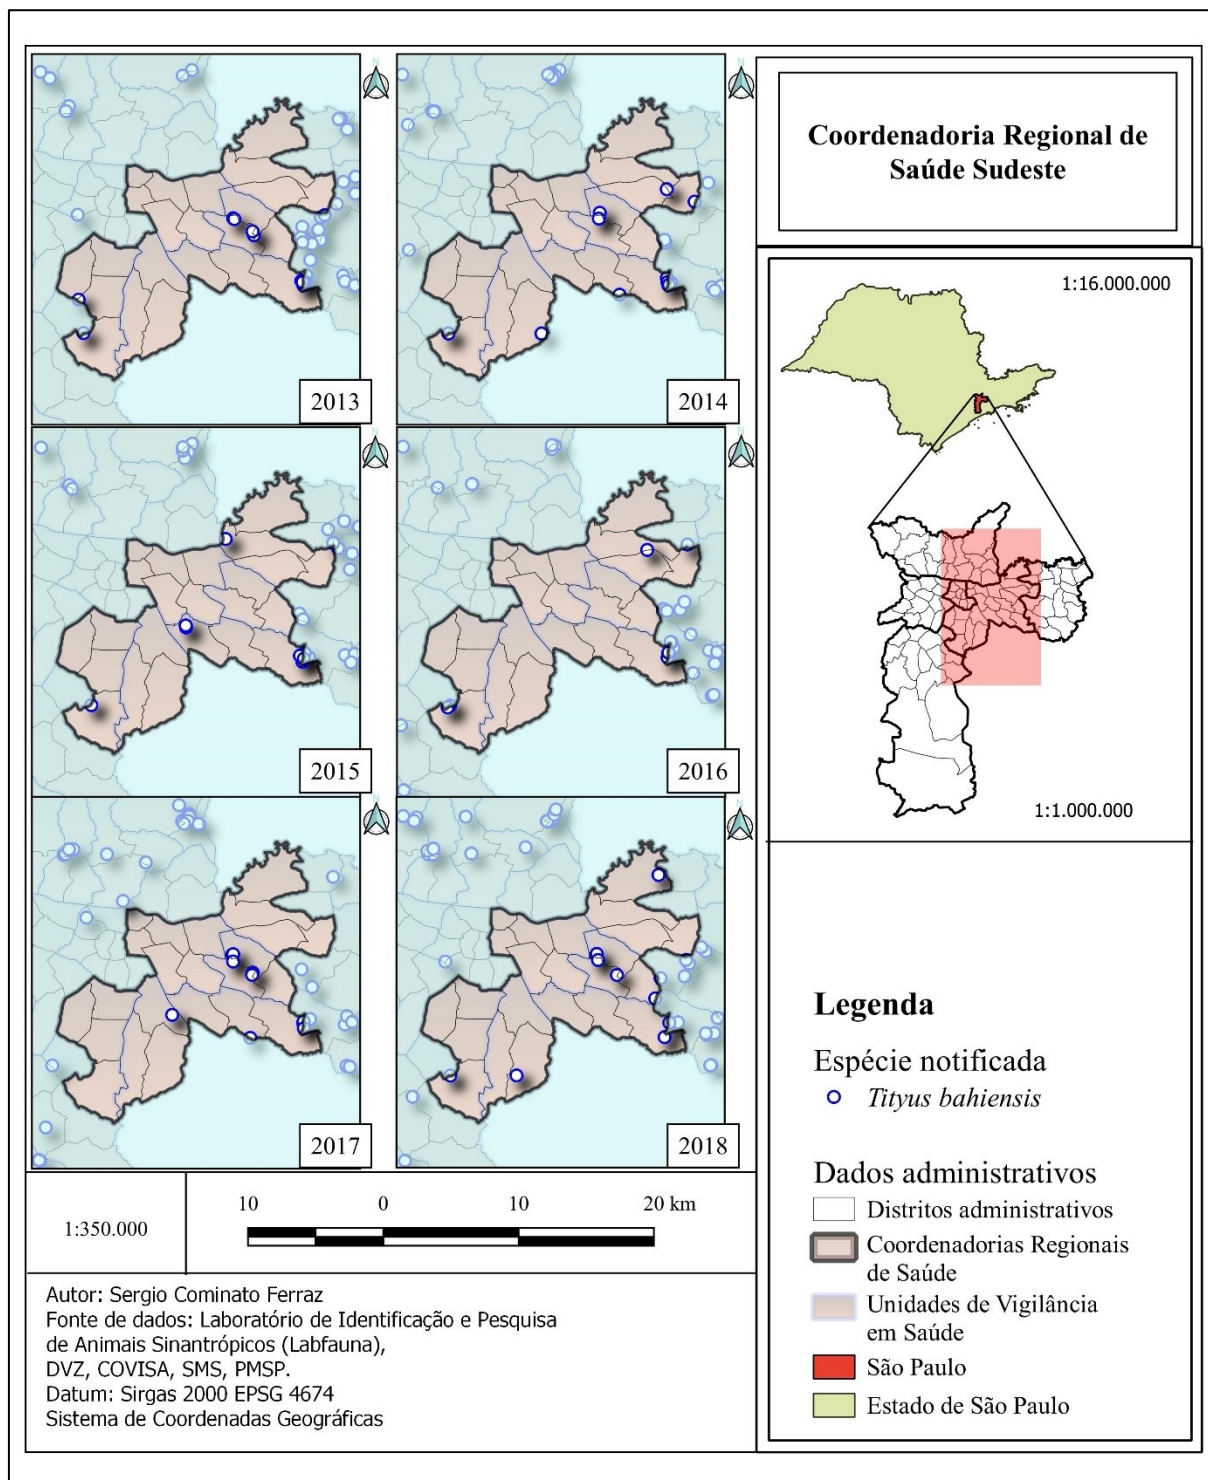 Coordenadoria Regional de
Saúde Sudeste
N
N
2013
2014
N
N
2015
2016
N
N
2017
2018
1:16.000.000
1:1.000.000
Legenda
Espécie notificada
Tityus bahiensis
Dados administrativos
Distritos administrativos
Coordenadorias Regionais
de Saúde
Unidades de Vigilância
em Saúde
São Paulo
Estado de São Paulo
1:350.000
10 0 10 20 km
Autor: Sergio Cominato Ferraz
Fonte de dados: Laboratório de Identificação e Pesquisa
de Animais Sinantrópicos (Labfauna),
DVZ, COVISA, SMS, PMSP.
Datum: Sirgas 2000 EPSG 4674
Sistema de Coordenadas Geográficas